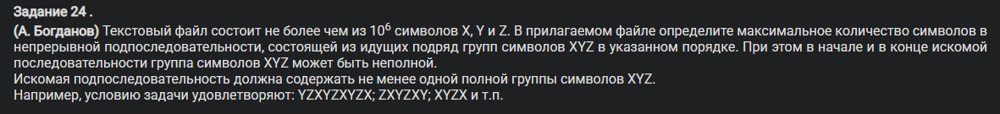 Задание 24 .
(А. Богданов) Текстовый файл состоит не более чем из 10⁶ символов X, Y и Z. В прилагаемом файле определите максимальное количество символов в
непрерывной подпоследовательности, состоящей из идущих подряд групп символов XYZ в указанном порядке. При этом в начале и в конце искомой
последовательности группа символов XYZ может быть неполной.
Искомая подпоследовательность должна содержать не менее одной полной группы символов XYZ.
Например, условию задачи удовлетворяют: YZXYZXYZX; ZXYZXY; XYZX и т.п.